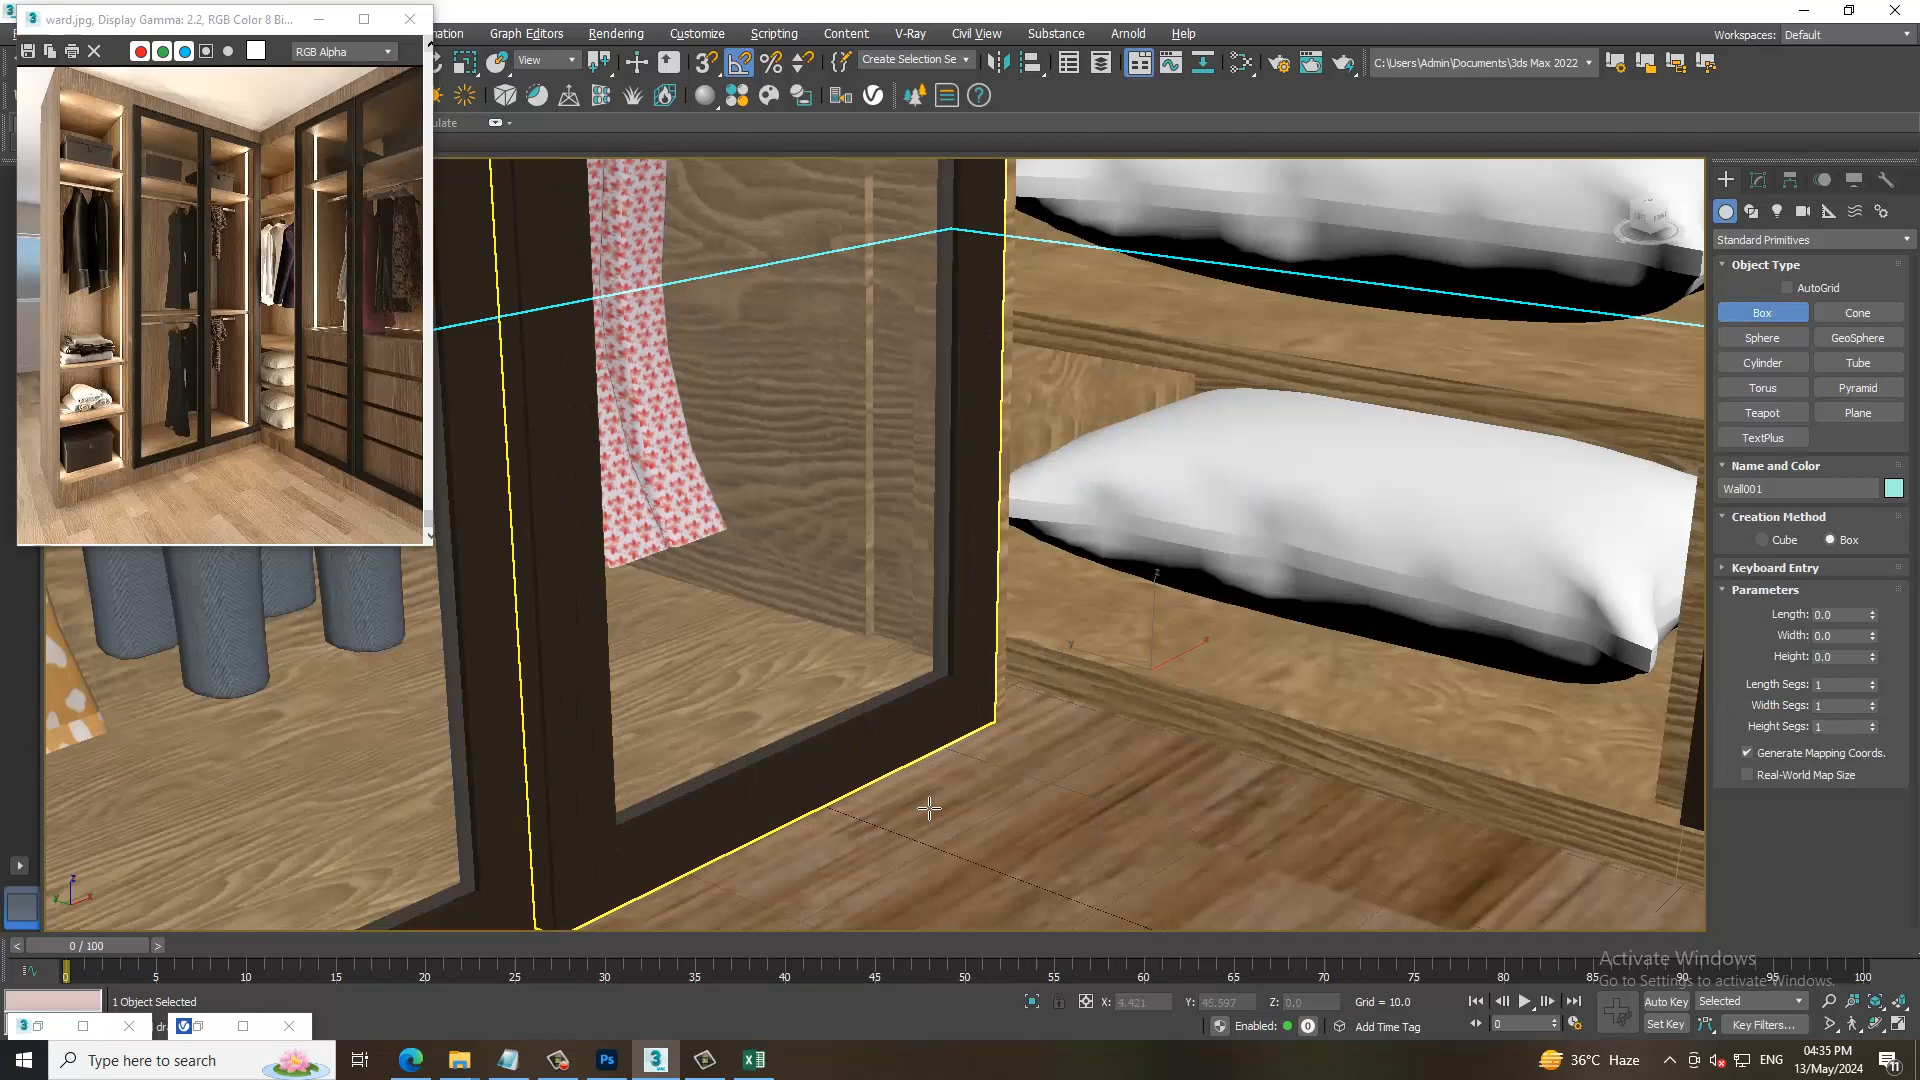 ward.jpg, Display Gamma: 2.2, RGB Color 8 Bi...
RGB Alpha
Graph Editors
Rendering
Customize
Scripting
Content
V-Ray
Civil View
Substance
Arnold
Help
Workspaces: Default
View
Create Selection Se
C:\Users\Admin\Documents\3ds Max 2022
Standard Primitives
Object Type
AutoGrid
Box
Cone
Sphere
GeoSphere
Cylinder
Tube
Torus
Pyramid
Teapot
Plane
TextPlus
Name and Color
Wall001
Creation Method
Cube
Box
Keyboard Entry
Parameters
Length: 0.0
Width: 0.0
Height: 0.0
Length Segs: 1
Width Segs: 1
Height Segs: 1
Generate Mapping Coords.
Real-World Map Size
0 / 100
0 5 10 15 20 25 30 35 40 45 50 55 60 65 70 75 80 85 90 95 100
Activate Windows
Go to Settings to activate Windows.
1 Object Selected
X: 4.421
Y: 45.597
Z: 0.0
Grid = 10.0
Enabled:
Add Time Tag
Auto Key
Selected
Set Key
Key Filters...
0
Type here to search
36°C Haze
ENG
04:35 PM
13/May/2024
11